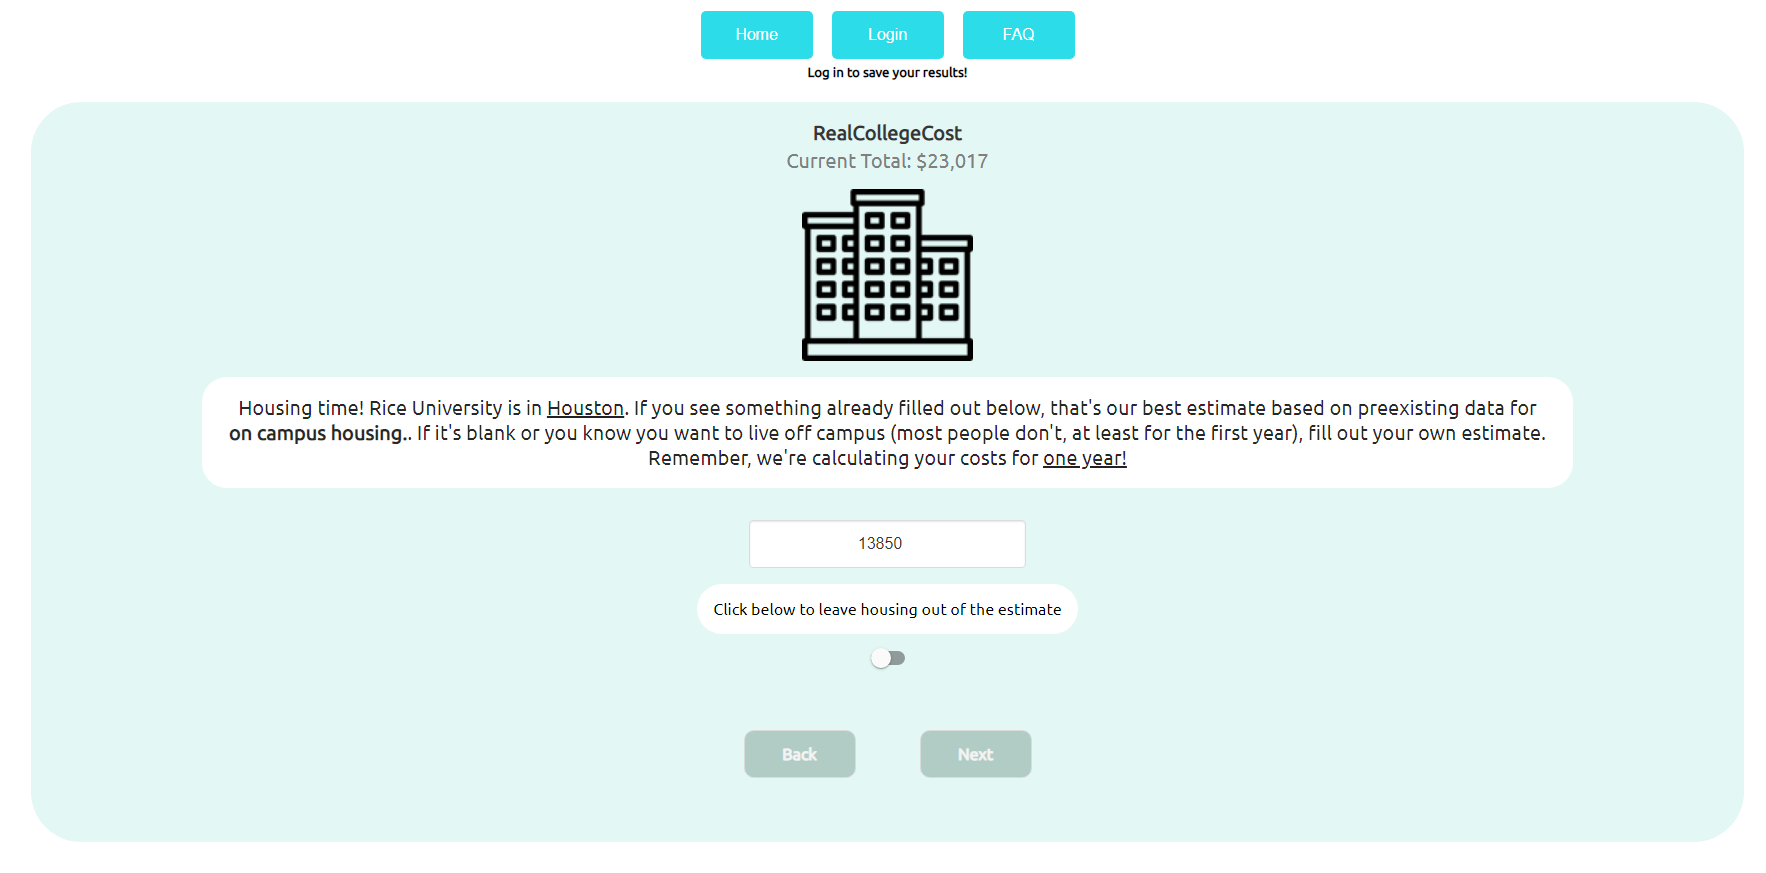 Home Login FAQ
Log in to save your results!
RealCollegeCost
Current Total: $23,017
Housing time! Rice University is in Houston. If you see something already filled out below, that's our best estimate based on preexisting data for
on campus housing.. If it's blank or you know you want to live off campus (most people don't, at least for the first year), fill out your own estimate.
Remember, we're calculating your costs for one year!
13850
Click below to leave housing out of the estimate
Back Next